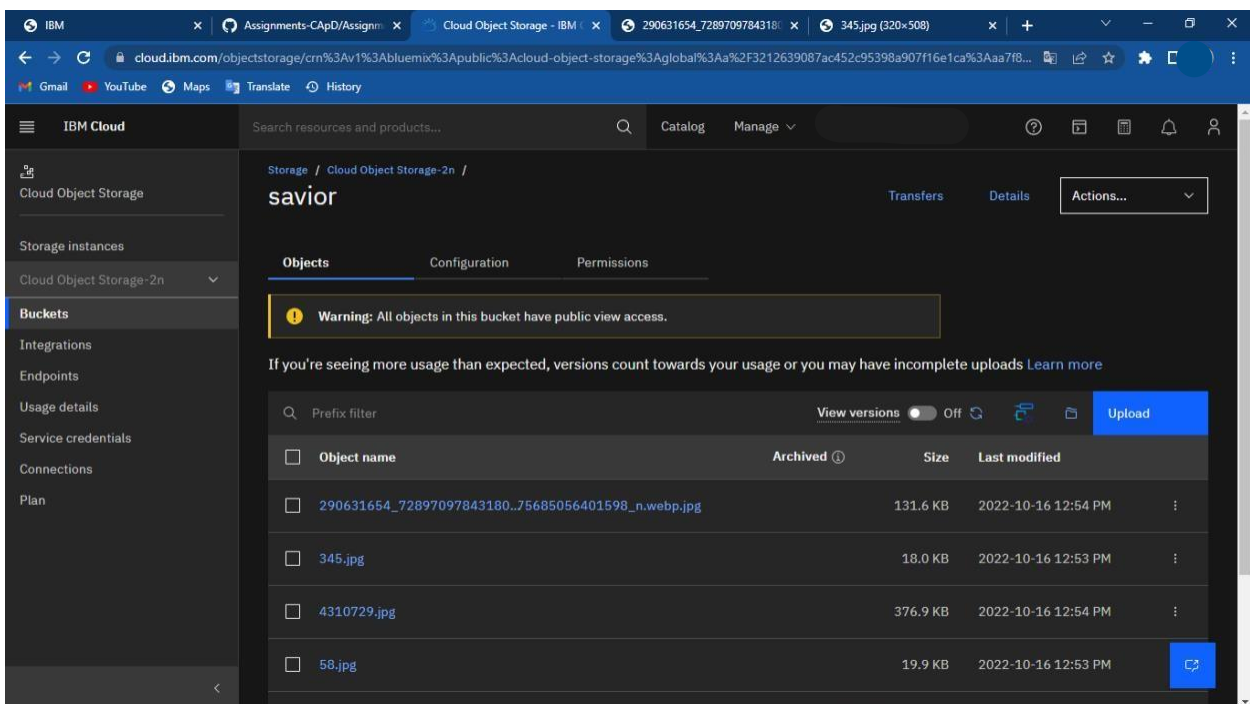 IBM
Assignments-CApD/Assignm
Cloud Object Storage - IBM C
290631654_7289709784318
345.jpg (320×508)
cloud.ibm.com/objectstorage/crn%3Av1%3Abluemix%3Apublic%3Acloud-object-storage%3Aglobal%3Aa%2F3212639087ac452c95398a907f16e1ca%3Aaa7f8...
Gmail YouTube Maps Translate History
IBM Cloud
Search resources and products...
Catalog Manage
Cloud Object Storage
Storage instances
Cloud Object Storage-2n
Buckets
Integrations
Endpoints
Usage details
Service credentials
Connections
Plan
Storage / Cloud Object Storage-2n /
savior
Transfers Details Actions...
Objects Configuration Permissions
Warning: All objects in this bucket have public view access.
If you're seeing more usage than expected, versions count towards your usage or you may have incomplete uploads Learn more
Prefix filter View versions Off Upload
Object name Archived Size Last modified
290631654_72897097843180..75685056401598_n.webp.jpg 131.6 KB 2022-10-16 12:54 PM
345.jpg 18.0 KB 2022-10-16 12:53 PM
4310729.jpg 376.9 KB 2022-10-16 12:54 PM
58.jpg 19.9 KB 2022-10-16 12:53 PM